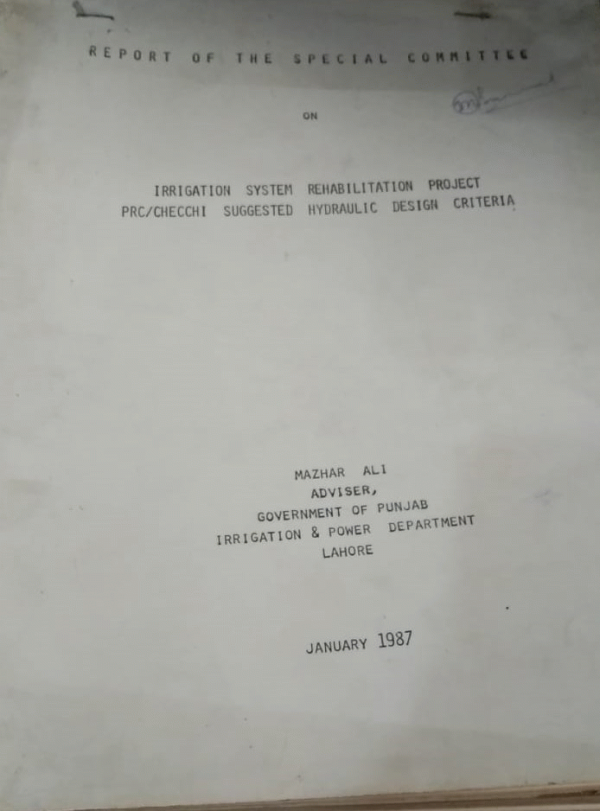 REPORT OF THE SPECIAL COMMITTEE
ON
IRRIGATION SYSTEM REHABILITATION PROJECT
PRC/CHECCHI SUGGESTED HYDRAULIC DESIGN CRITERIA
MAZHAR ALI
ADVISER,
GOVERNMENT OF PUNJAB
IRRIGATION & POWER DEPARTMENT
LAHORE
JANUARY 1987